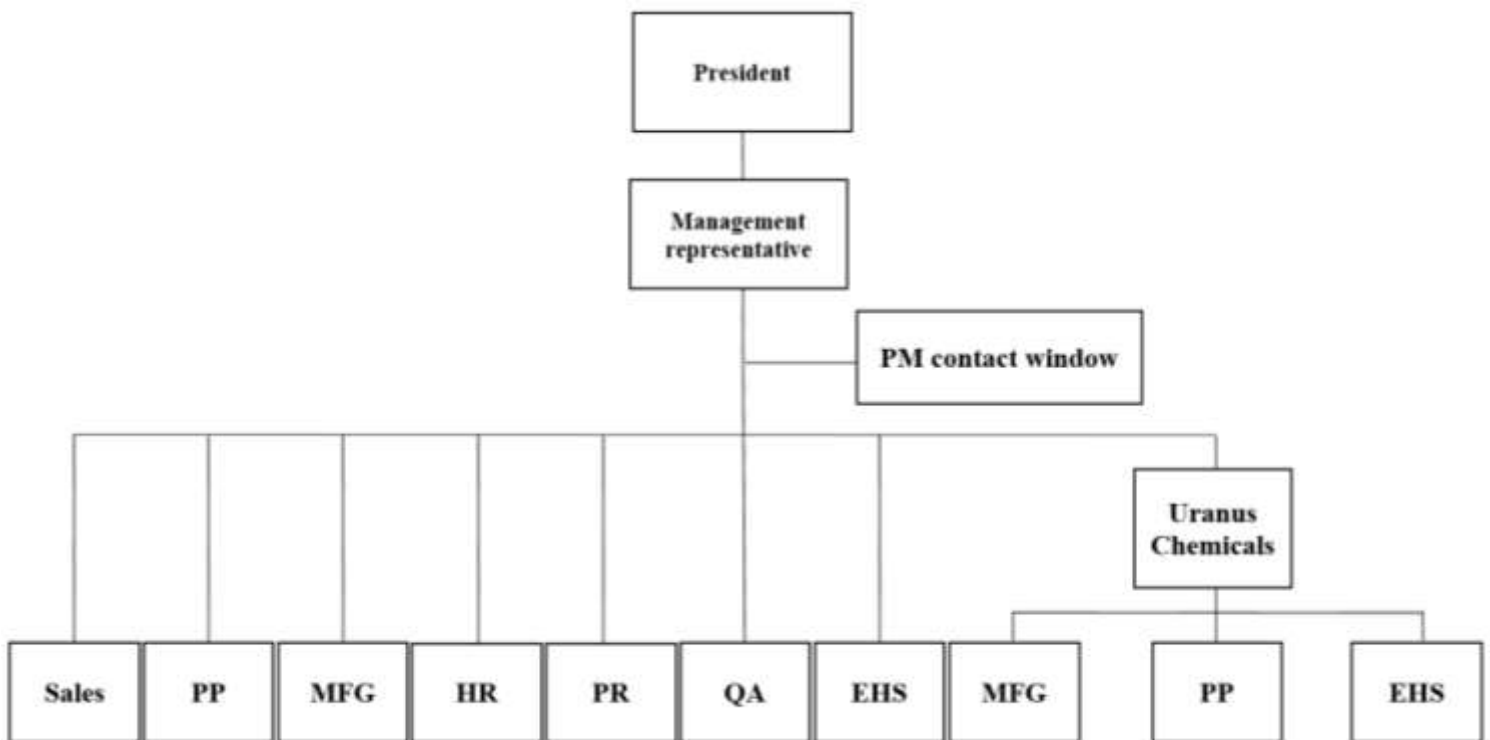 President
Management
representative
PM contact window
Uranus
Chemicals
Sales
PP
MFG
HR
PR
QA
EHS
MFG
PP
EHS